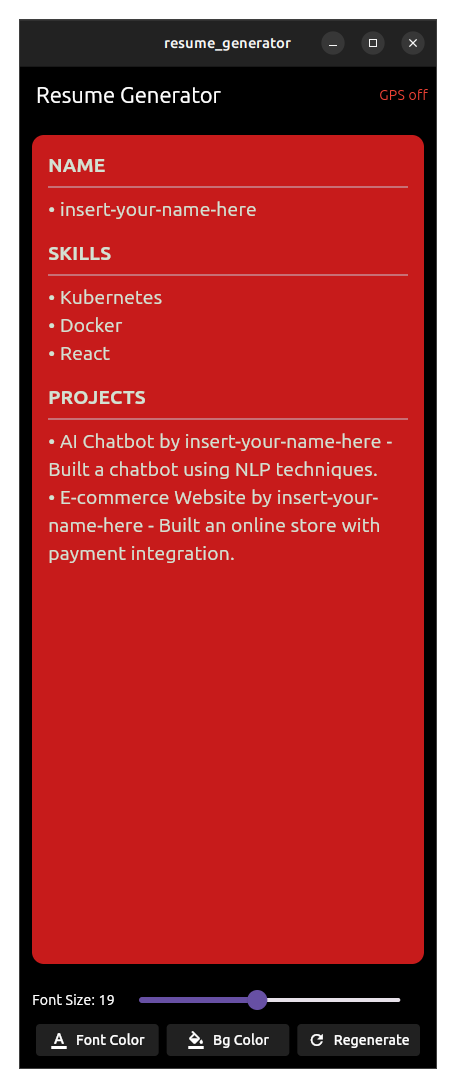 resume_generator
Resume Generator
GPS off
NAME
• insert-your-name-here
SKILLS
• Kubernetes
• Docker
• React
PROJECTS
• AI Chatbot by insert-your-name-here -
Built a chatbot using NLP techniques.
• E-commerce Website by insert-your-
name-here - Built an online store with
payment integration.
Font Size: 19
Font Color
Bg Color
Regenerate